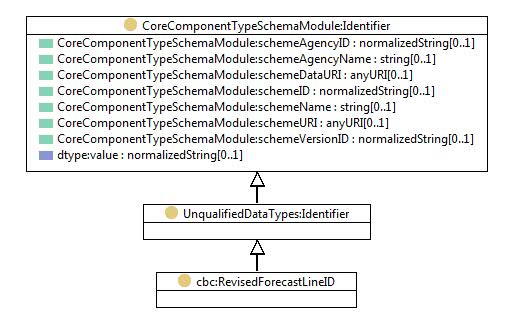 CoreComponentTypeSchemaModule:Identifier
CoreComponentTypeSchemaModule:schemeAgencyID : normalizedString[0..1]
CoreComponentTypeSchemaModule:schemeAgencyName : string[0..1]
CoreComponentTypeSchemaModule:schemeDataURI : anyURI[0..1]
CoreComponentTypeSchemaModule:schemeID : normalizedString[0..1]
CoreComponentTypeSchemaModule:schemeName : string[0..1]
CoreComponentTypeSchemaModule:schemeURI : anyURI[0..1]
CoreComponentTypeSchemaModule:schemeVersionID : normalizedString[0..1]
dtype:value : normalizedString[0..1]
UnqualifiedDataTypes:Identifier
cbc:RevisedForecastLineID